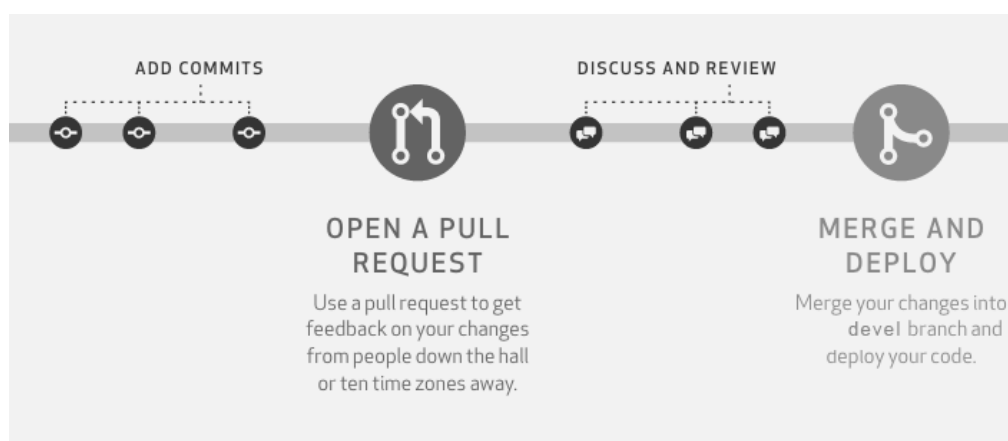 ADD COMMITS
DISCUSS AND REVIEW
OPEN A PULL
REQUEST
Use a pull request to get
feedback on your changes
from people down the hall
or ten time zones away.
MERGE AND
DEPLOY
Merge your changes into
devel branch and
deploy your code.